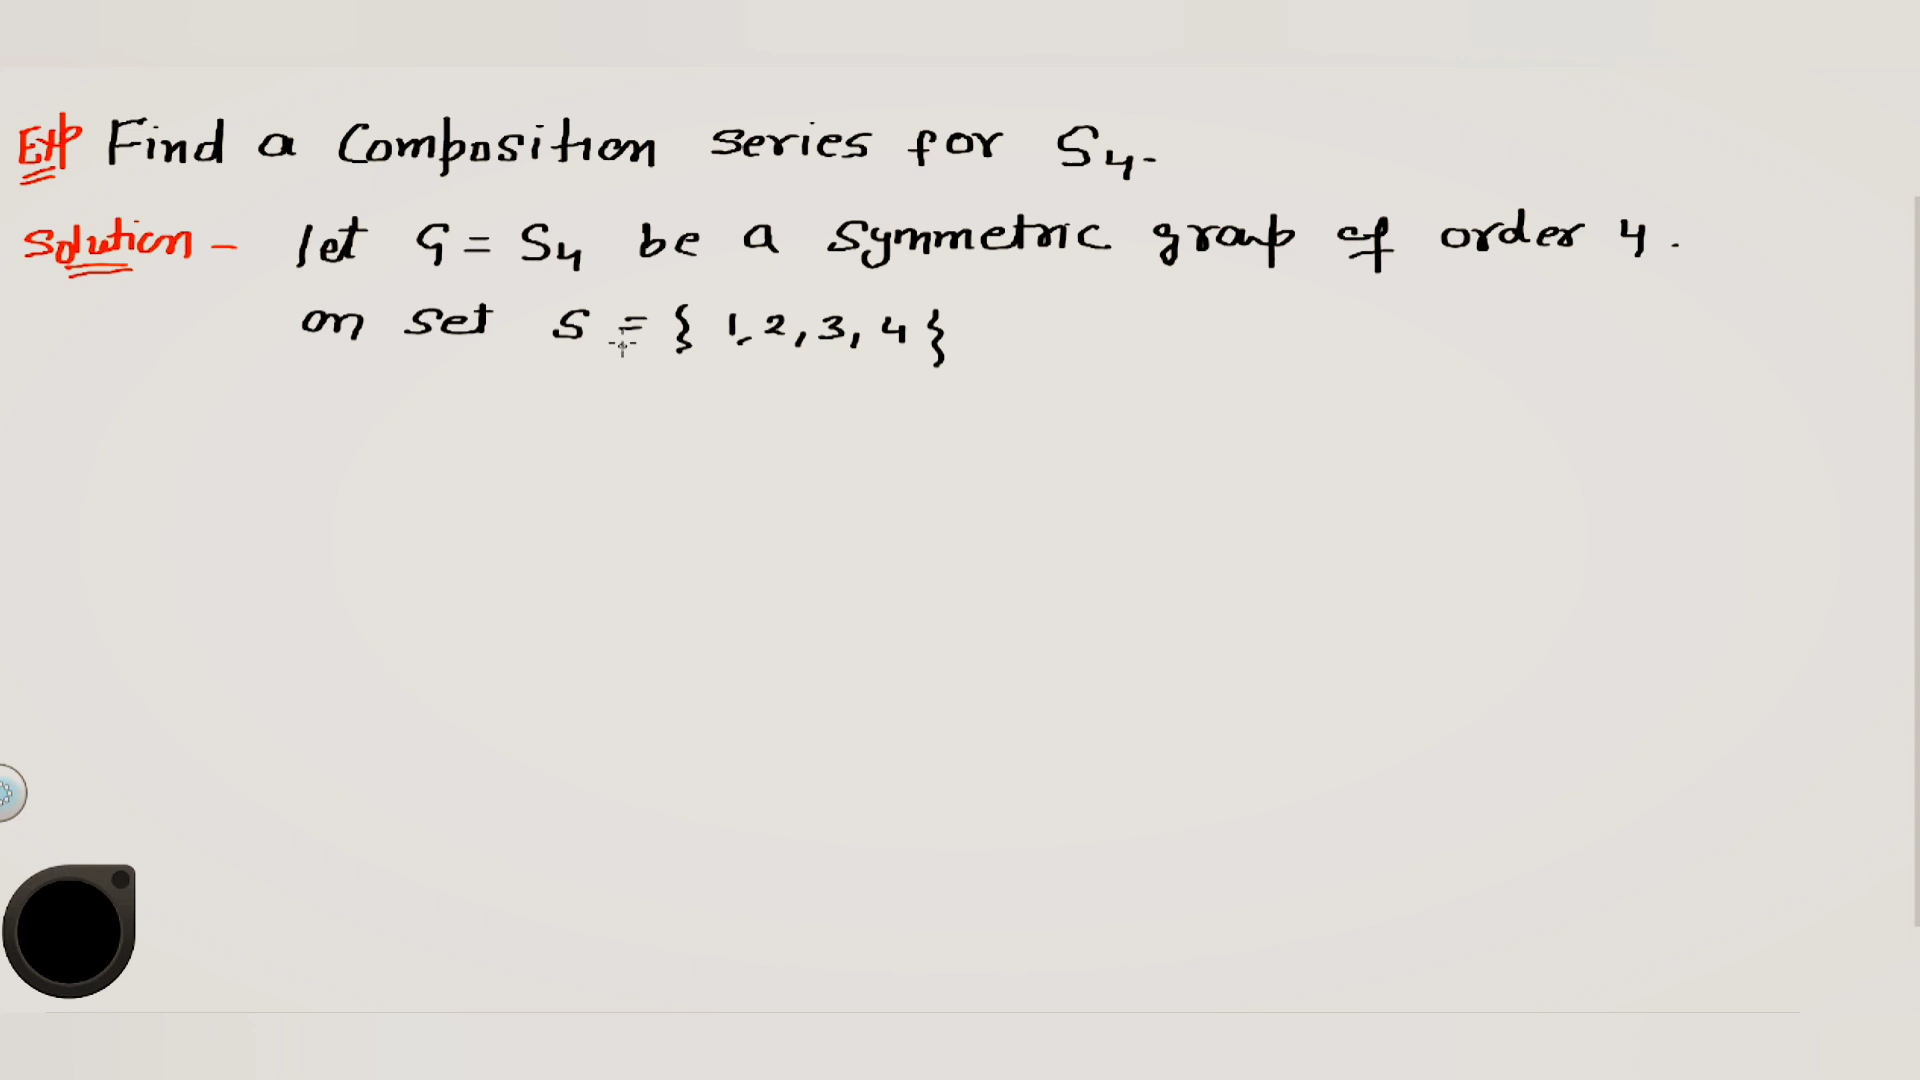 Exp Find a Composition series for S4.
Solution - let G = S4 be a symmetric group of order 4.
on set S = { 1, 2, 3, 4 }